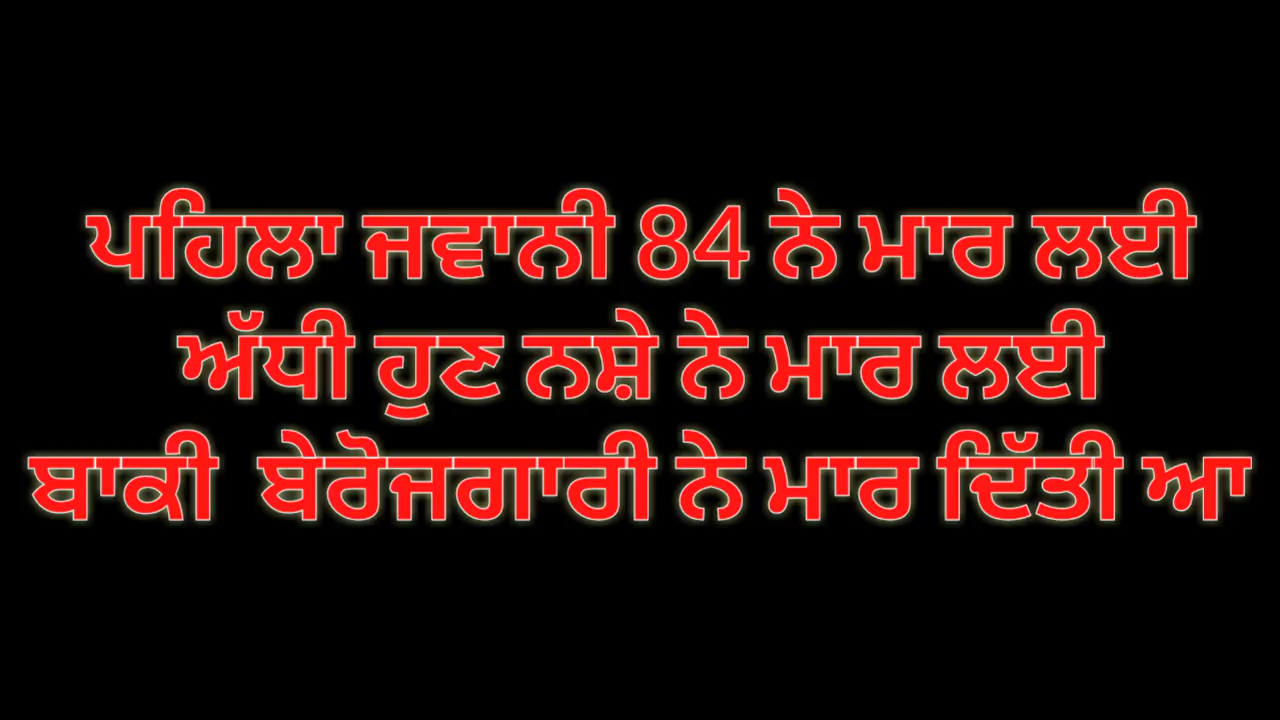 ਪਹਿਲਾ ਜਵਾਨੀ 84 ਨੇ ਮਾਰ ਲਈ
ਅੱਧੀ ਹੁਣ ਨਸ਼ੇ ਨੇ ਮਾਰ ਲਈ
ਬਾਕੀ  ਬੇਰੋਜਗਾਰੀ ਨੇ ਮਾਰ ਦਿੱਤੀ ਆ